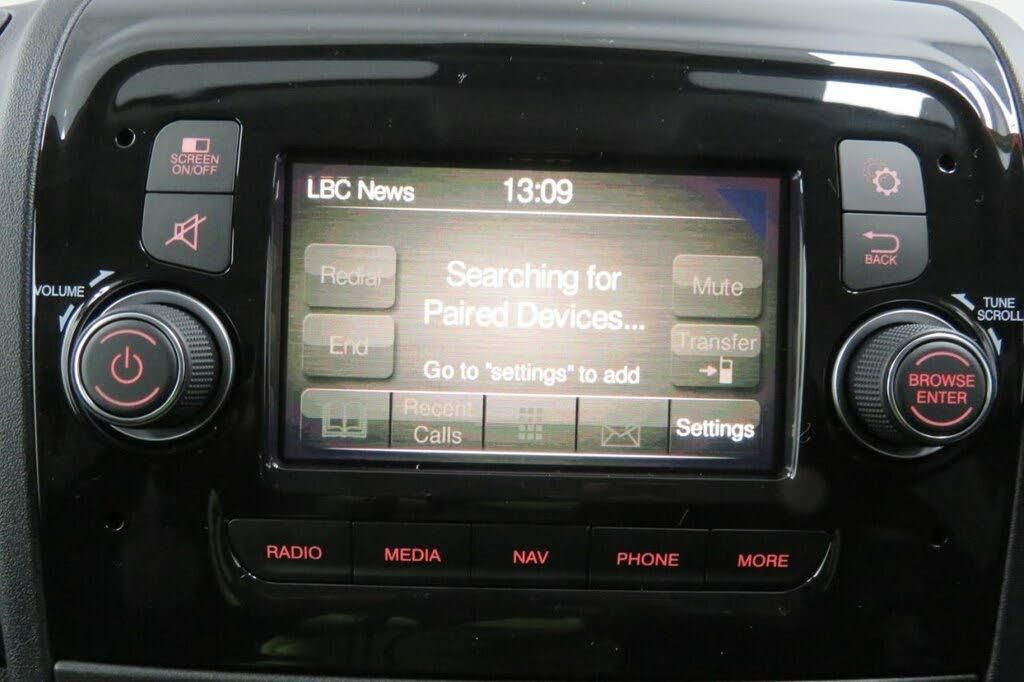 SCREEN
ON/OFF
VOLUME
LBC News 13:09
Redial
End
Searching for
Paired Devices...
Go to "settings" to add
Mute
Transfer
Recent
Calls
Settings
BACK
TUNE
SCROLL
BROWSE
ENTER
RADIO MEDIA NAV PHONE MORE